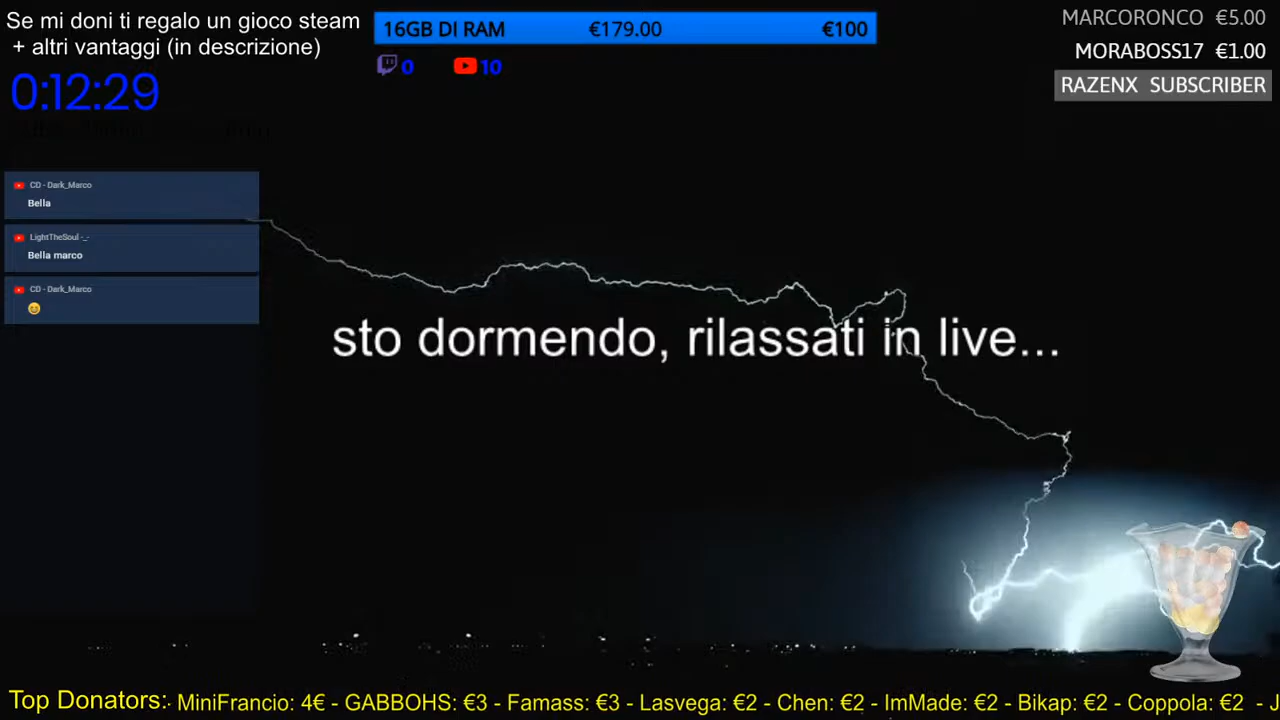 Se mi doni ti regalo un gioco steam
+ altri vantaggi (in descrizione)
0:12:29
16GB DI RAM €179.00 €100
0 10
MARCORONCO €5.00
MORABOSS17 €1.00
RAZENX SUBSCRIBER
CD - Dark_Marco
Bella
LightTheSoul -_-
Bella marco
CD - Dark_Marco
sto dormendo, rilassati in live...
Top Donators: MiniFrancio: 4€ - GABBOHS: €3 - Famass: €3 - Lasvega: €2 - Chen: €2 - ImMade: €2 - Bikap: €2 - Coppola: €2 - J